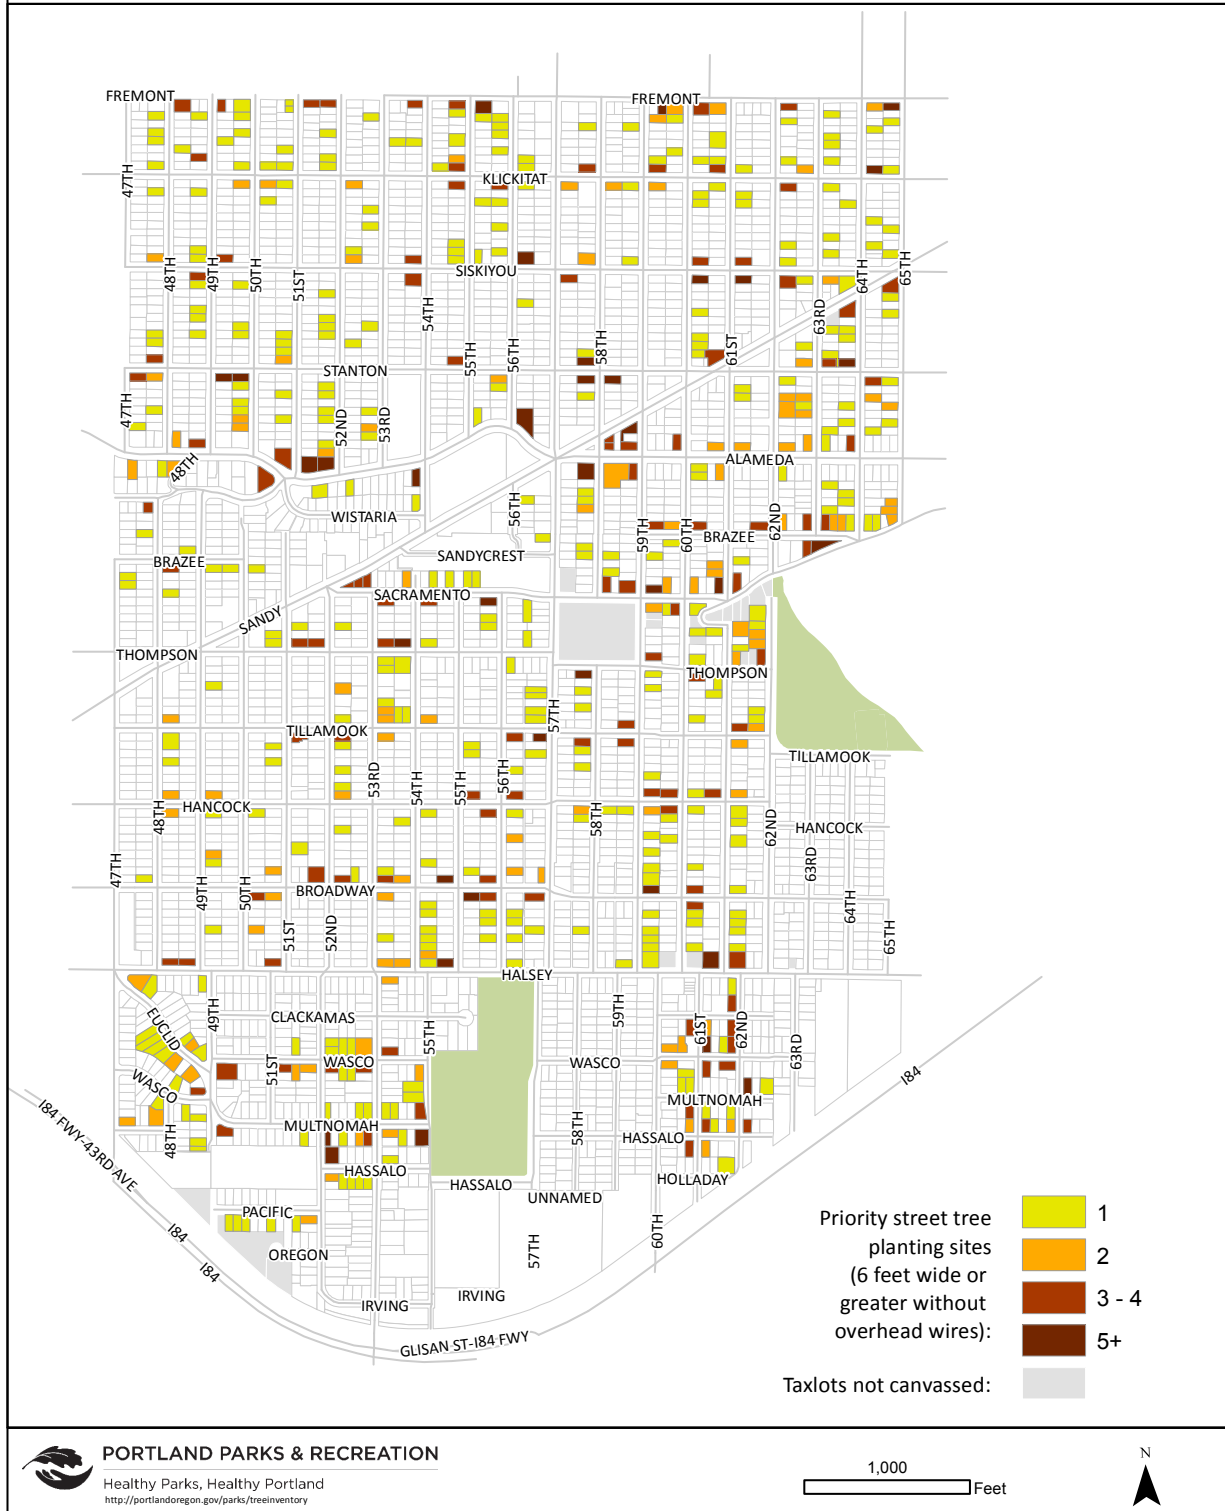 FREMONT
FREMONT
47TH
KLICKITAT
48TH
49TH
50TH
51ST
SISKIYOU
54TH
55TH
56TH
58TH
61ST
63RD
64TH
65TH
STANTON
47TH
52ND
53RD
48TH
ALAMEDA
WISTARIA
56TH
59TH
60TH
62ND
BRAZEE
BRAZEE
SANDYCREST
SACRAMENTO
SANDY
THOMPSON
THOMPSON
57TH
TILLAMOOK
TILLAMOOK
53RD
54TH
55TH
56TH
48TH
HANCOCK
58TH
62ND
HANCOCK
47TH
49TH
50TH
BROADWAY
63RD
64TH
65TH
51ST
52ND
HALSEY
49TH
EUCLID
CLACKAMAS
55TH
59TH
61ST
62ND
63RD
51ST
WASCO
WASCO
WASCO
I84
MULTNOMAH
MULTNOMAH
48TH
58TH
HASSALO
I84 FWY-43RD AVE
HASSALO
HASSALO
HOLLADAY
UNNAMED
PACIFIC
I84
OREGON
57TH
60TH
I84
IRVING
IRVING
GLISAN ST-I84 FWY
Priority street tree
planting sites
(6 feet wide or
greater without
overhead wires):
1
2
3 - 4
5+
Taxlots not canvassed:
PORTLAND PARKS & RECREATION
Healthy Parks, Healthy Portland
http://portlandoregon.gov/parks/treeinventory
1,000
Feet
N